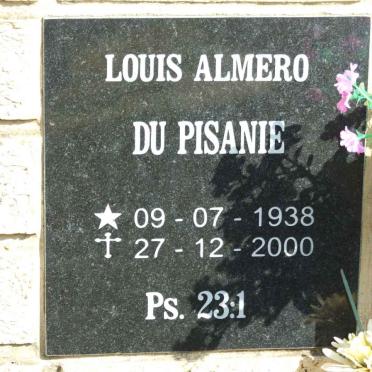 LOUIS ALMERO
DU PISANIE
★ 09 - 07 - 1938
✝ 27 - 12 - 2000
Ps. 23:1